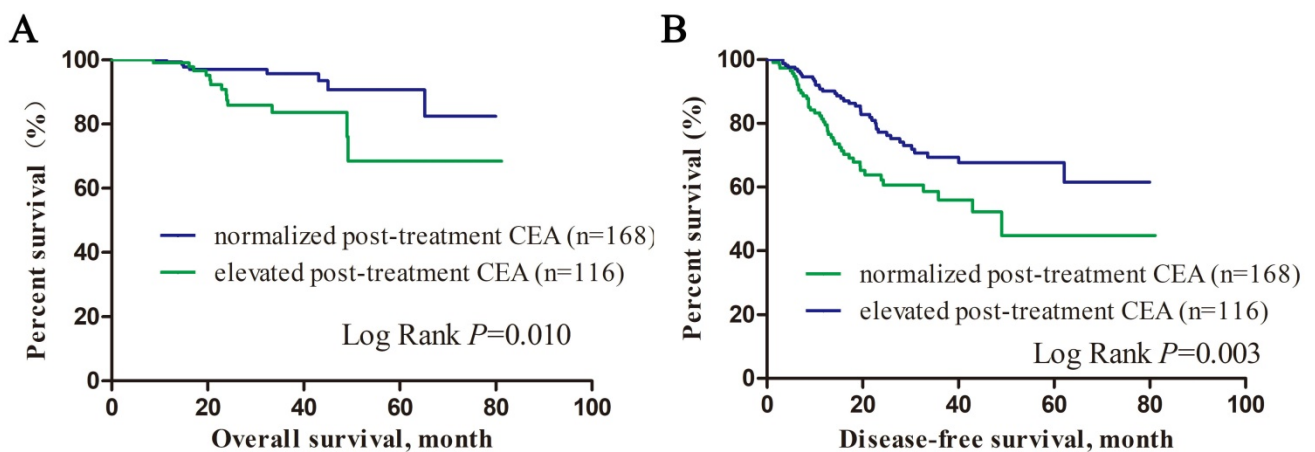 A
Percent survival (%)
100
80
60
40
20
0
normalized post-treatment CEA (n=168)
elevated post-treatment CEA (n=116)
Log Rank P=0.010
0 20 40 60 80 100
Overall survival, month
B
Percent survival (%)
100
80
60
40
20
0
normalized post-treatment CEA (n=168)
elevated post-treatment CEA (n=116)
Log Rank P=0.003
0 20 40 60 80 100
Disease-free survival, month